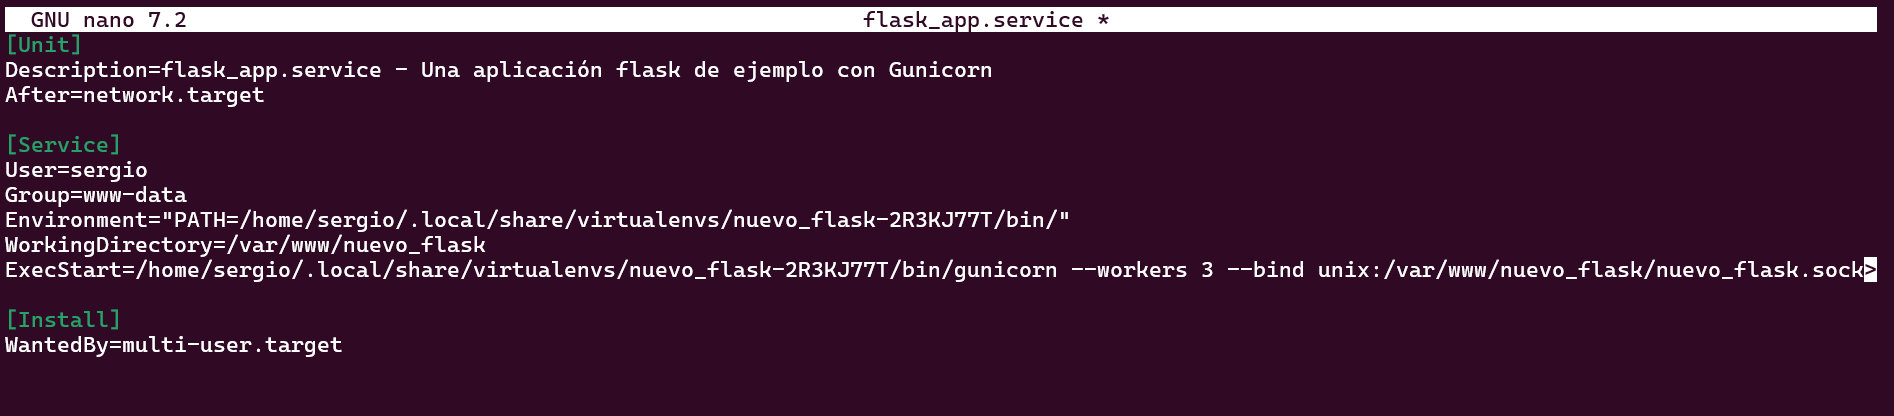 GNU nano 7.2 flask_app.service *
[Unit]
Description=flask_app.service - Una aplicación flask de ejemplo con Gunicorn
After=network.target
[Service]
User=sergio
Group=www-data
Environment="PATH=/home/sergio/.local/share/virtualenvs/nuevo_flask-2R3KJ77T/bin/"
WorkingDirectory=/var/www/nuevo_flask
ExecStart=/home/sergio/.local/share/virtualenvs/nuevo_flask-2R3KJ77T/bin/gunicorn --workers 3 --bind unix:/var/www/nuevo_flask/nuevo_flask.sock>
[Install]
WantedBy=multi-user.target